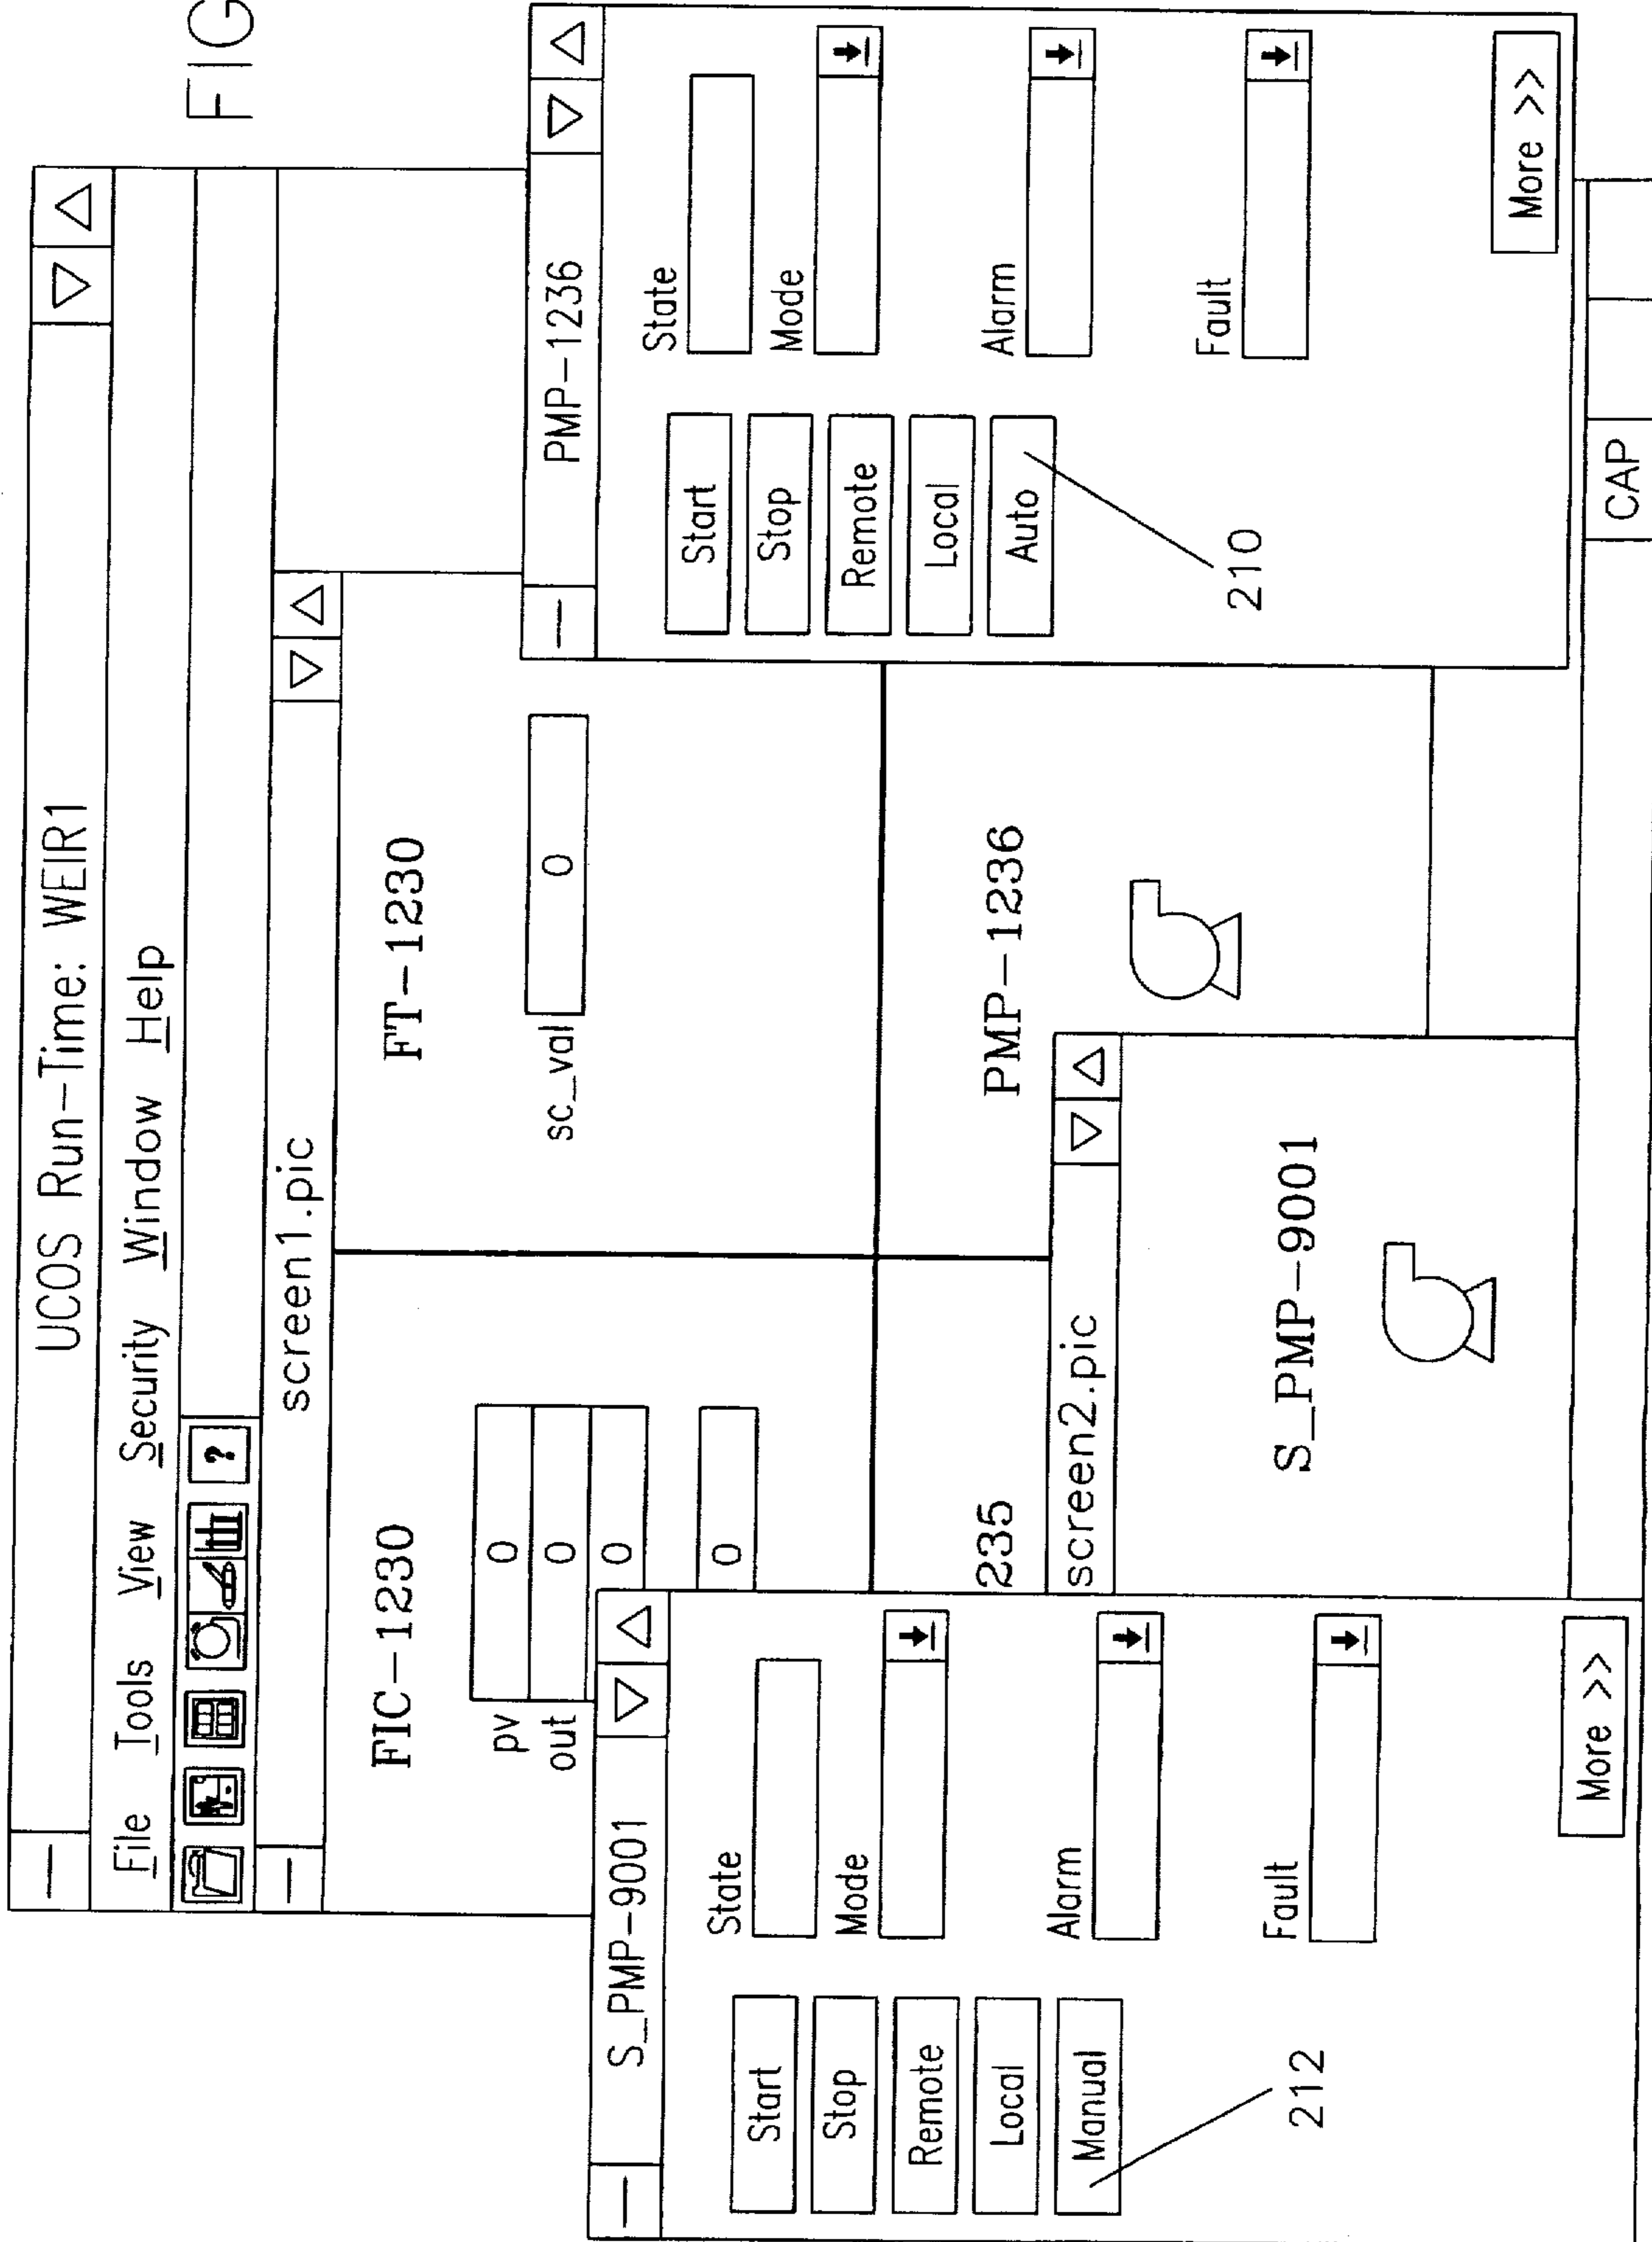 FIG
UCOS Run-Time: WEIR1
File Tools View Security Window Help
?
screen1.pic
FIC-1230
pv 0
out 0
0
0
FT-1230
sc_val 0
235
PMP-1236
screen2.pic
S_PMP-9001
S_PMP-9001
Start
Stop
Remote
Local
Manual
State
Mode
Alarm
Fault
More >>
212
PMP-1236
Start
Stop
Remote
Local
Auto
State
Mode
Alarm
Fault
More >>
210
CAP